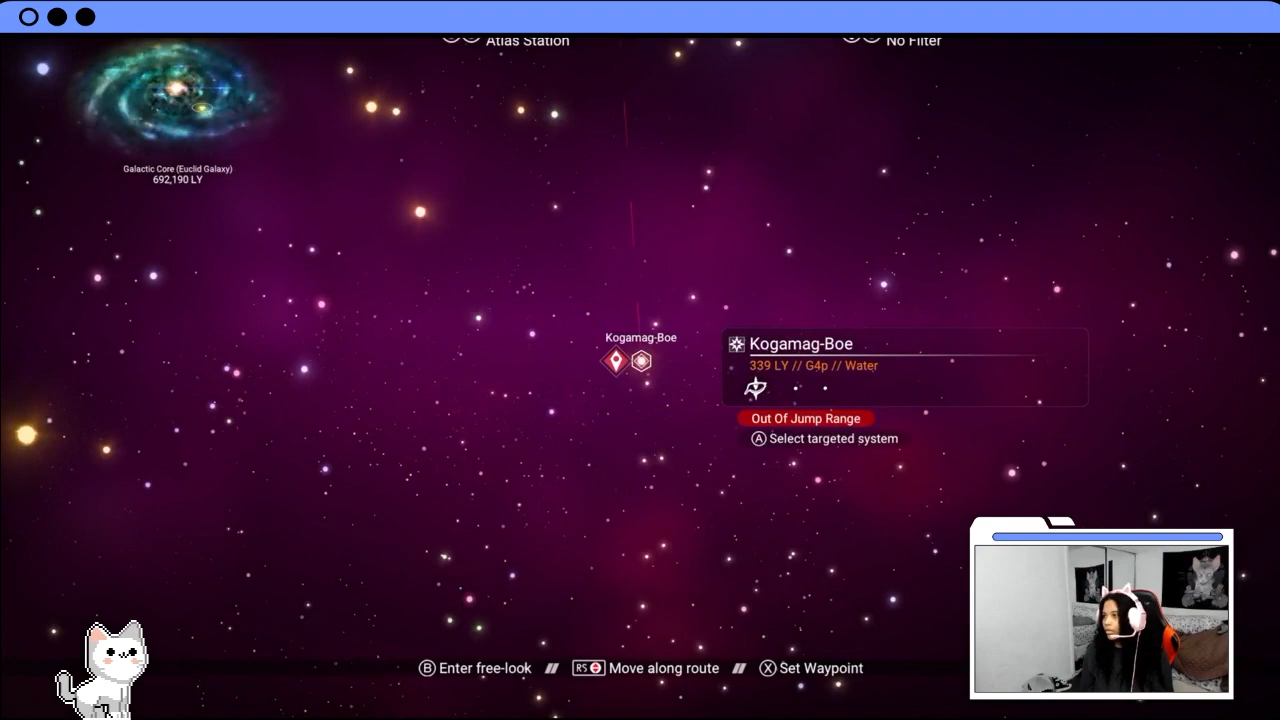 Atlas Station
No Filter
Galactic Core (Euclid Galaxy)
692,190 LY
Kogamag-Boe
Kogamag-Boe
339 LY // G4p // Water
Out Of Jump Range
A Select targeted system
B Enter free-look // RS Move along route // X Set Waypoint